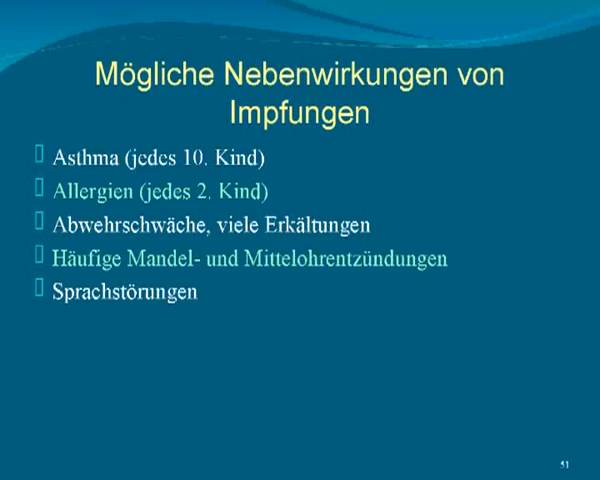 Mögliche Nebenwirkungen von
Impfungen
Asthma (jedes 10. Kind)
Allergien (jedes 2. Kind)
Abwehrschwäche, viele Erkältungen
Häufige Mandel- und Mittelohrentzündungen
Sprachstörungen
51